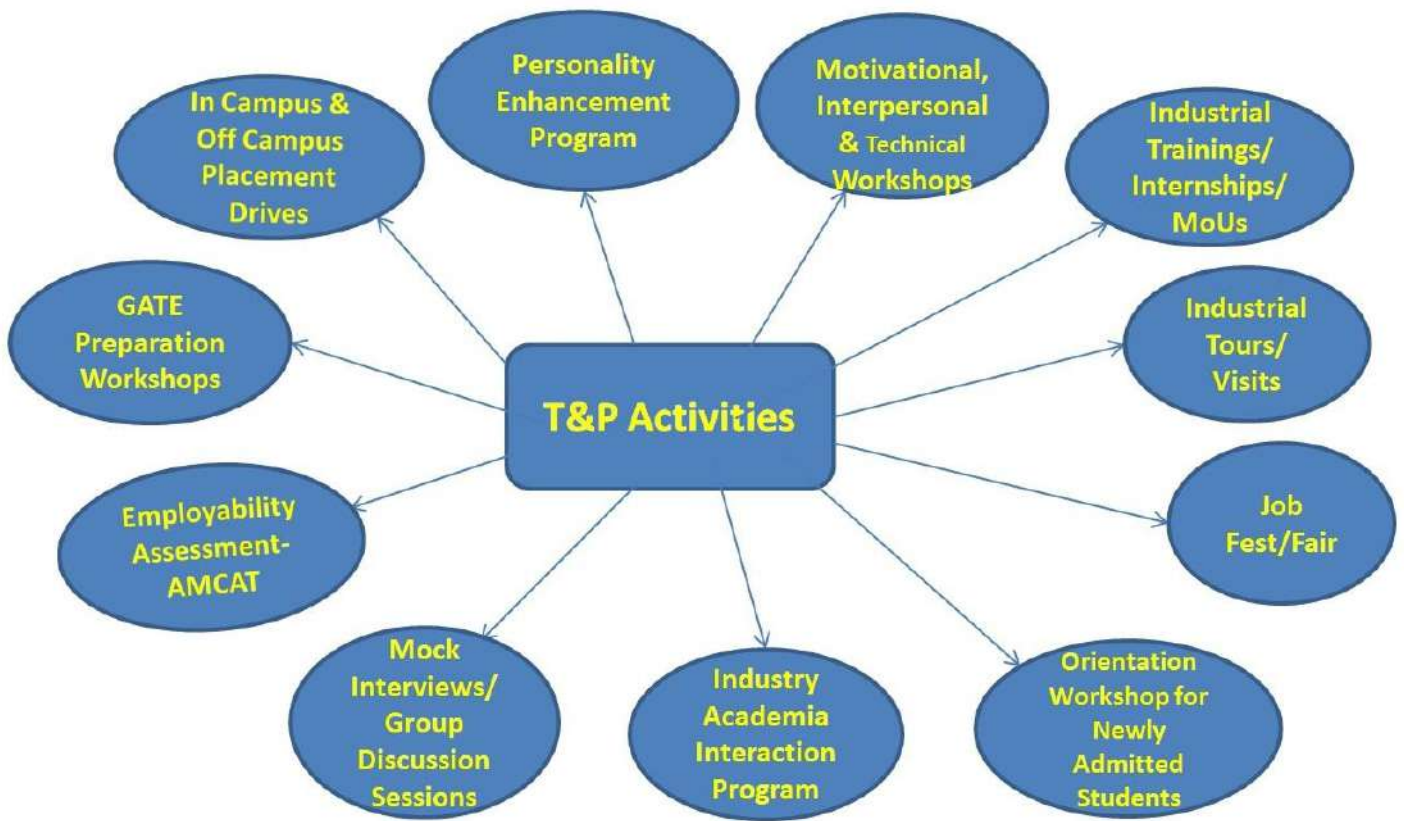 In Campus &
Off Campus
Placement
Drives
Personality
Enhancement
Program
Motivational,
Interpersonal
& Technical
Workshops
Industrial
Trainings/
Internships/
MoUs
GATE
Preparation
Workshops
Industrial
Tours/
Visits
T&P Activities
Employability
Assessment-
AMCAT
Job
Fest/Fair
Mock
Interviews/
Group
Discussion
Sessions
Industry
Academia
Interaction
Program
Orientation
Workshop for
Newly
Admitted
Students